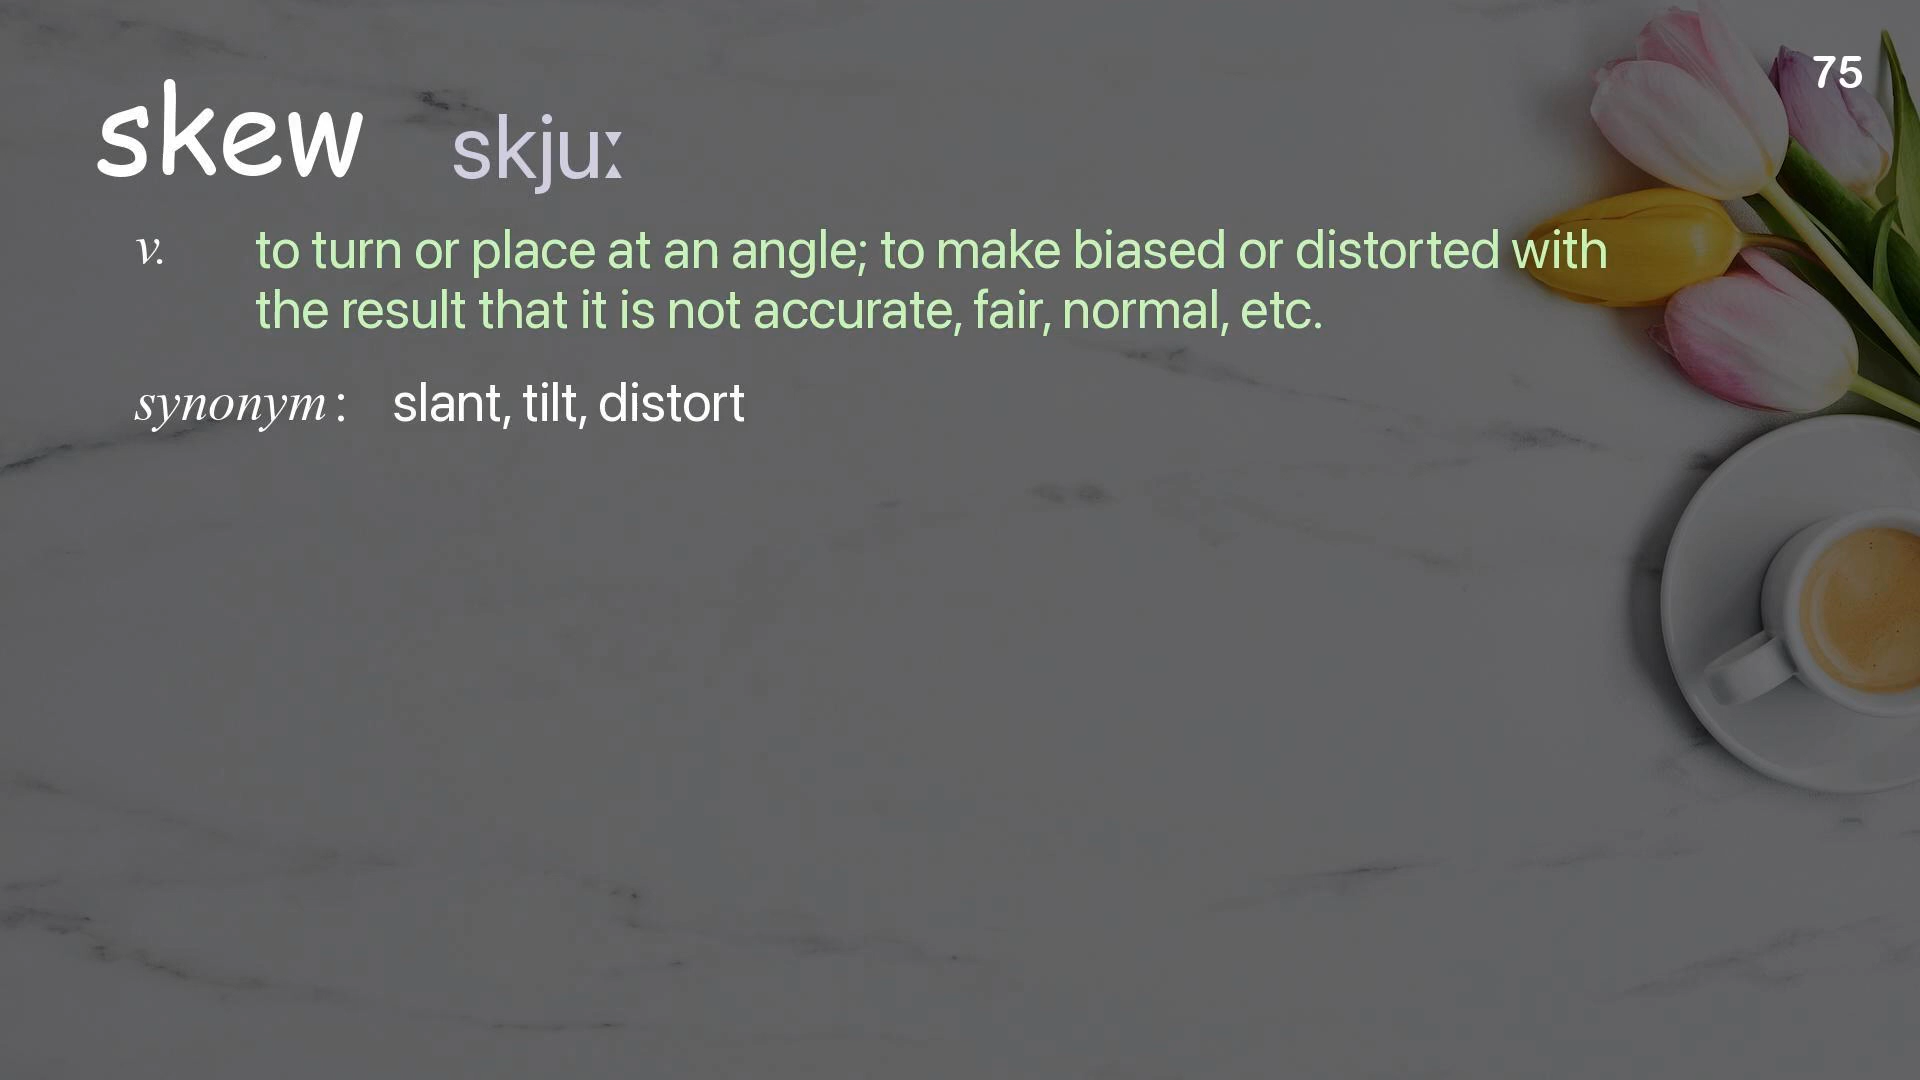 75
skew skjuː
v. to turn or place at an angle; to make biased or distorted with
the result that it is not accurate, fair, normal, etc.
synonym : slant, tilt, distort